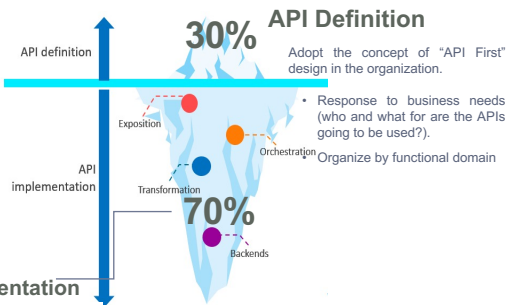 API Definition
30%
API definition
Adopt the concept of “API First”
design in the organization.
• Response to business needs
(who and what for are the APIs
going to be used?).
• Organize by functional domain
Exposition
Orchestration
API
implementation
Transformation
70%
Backends
entation